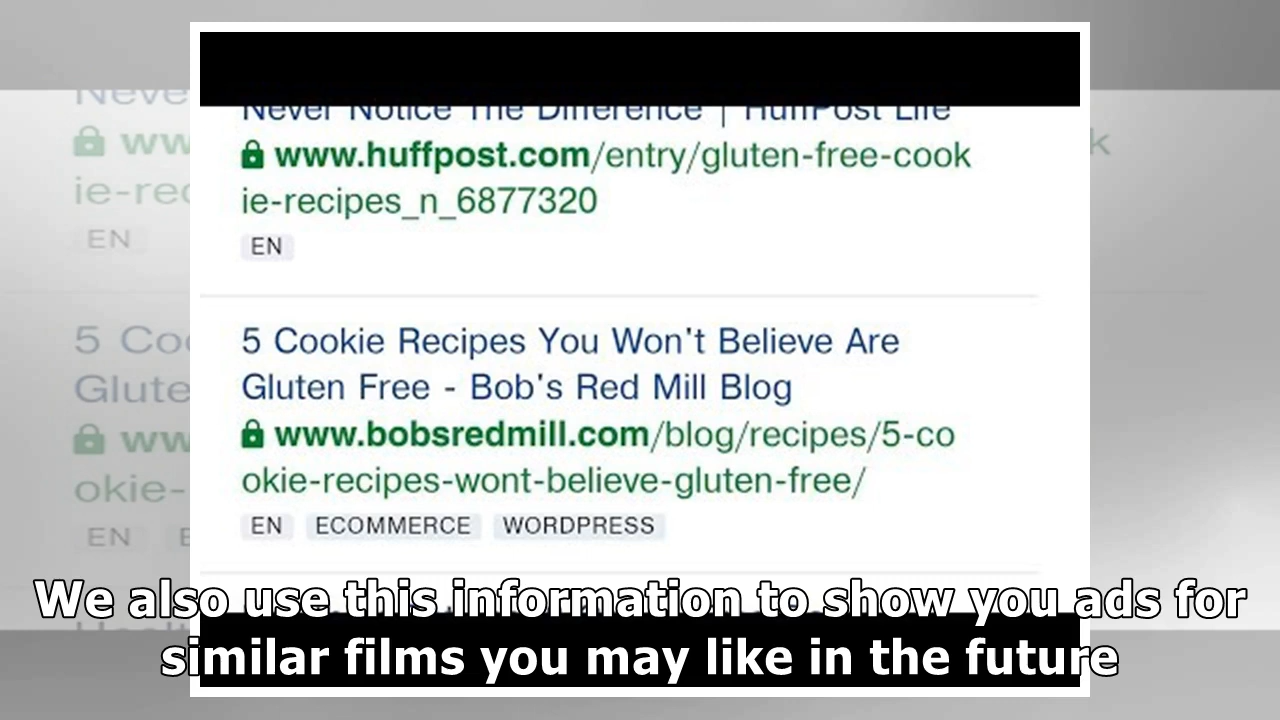 Never Notice The Difference | HuffPost Life
www.huffpost.com/entry/gluten-free-cook
ie-recipes_n_6877320
EN
5 Cookie Recipes You Won't Believe Are
Gluten Free - Bob's Red Mill Blog
www.bobsredmill.com/blog/recipes/5-co
okie-recipes-wont-believe-gluten-free/
EN ECOMMERCE WORDPRESS
We also use this information to show you ads for
similar films you may like in the future